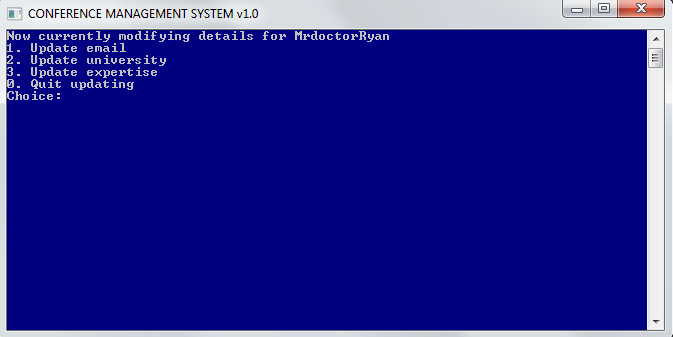 CONFERENCE MANAGEMENT SYSTEM v1.0
Now currently modifying details for MrdoctorRyan
1. Update email
2. Update university
3. Update expertise
0. Quit updating
Choice: